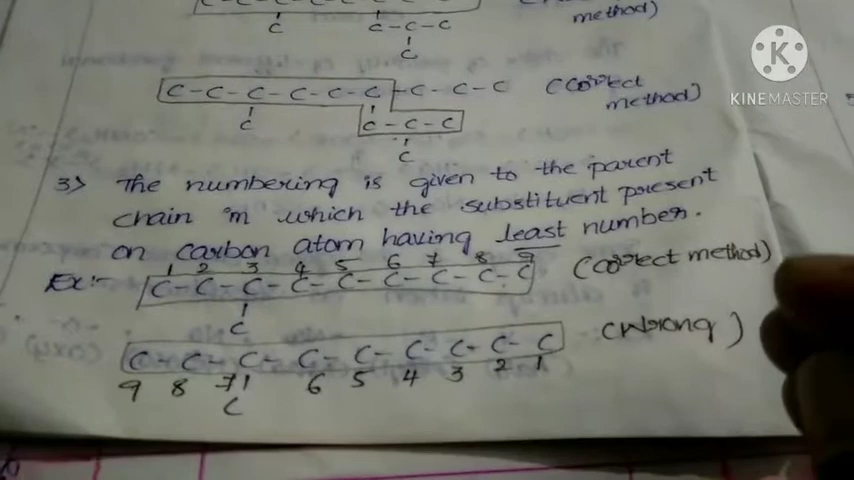 C-C-C-C-C-C
method)
C C-C-C
C
C-C-C-C-C-C-C-C-C (Correct
method)
C C-C-C
C
3) The numbering is given to the parent
chain in which the substituent present
on carbon atom having least number.
1 2 3 4 5 6 7 8 9
Ex:- C-C-C-C-C-C-C-C-C (Correct method)
C
C-C-C-C-C-C-C-C-C (Wrong)
9 8 7 6 5 4 3 2 1
C
KINEMASTER